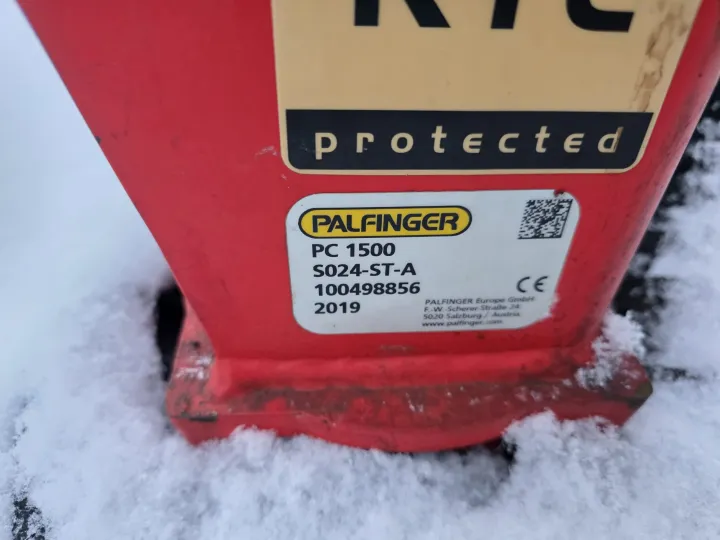 protected
PALFINGER
PC 1500
S024-ST-A
100498856
2019
CE
PALFINGER Europe GmbH
F.-W.-Scherer-Straße 24
5020 Salzburg / Austria
www.palfinger.com